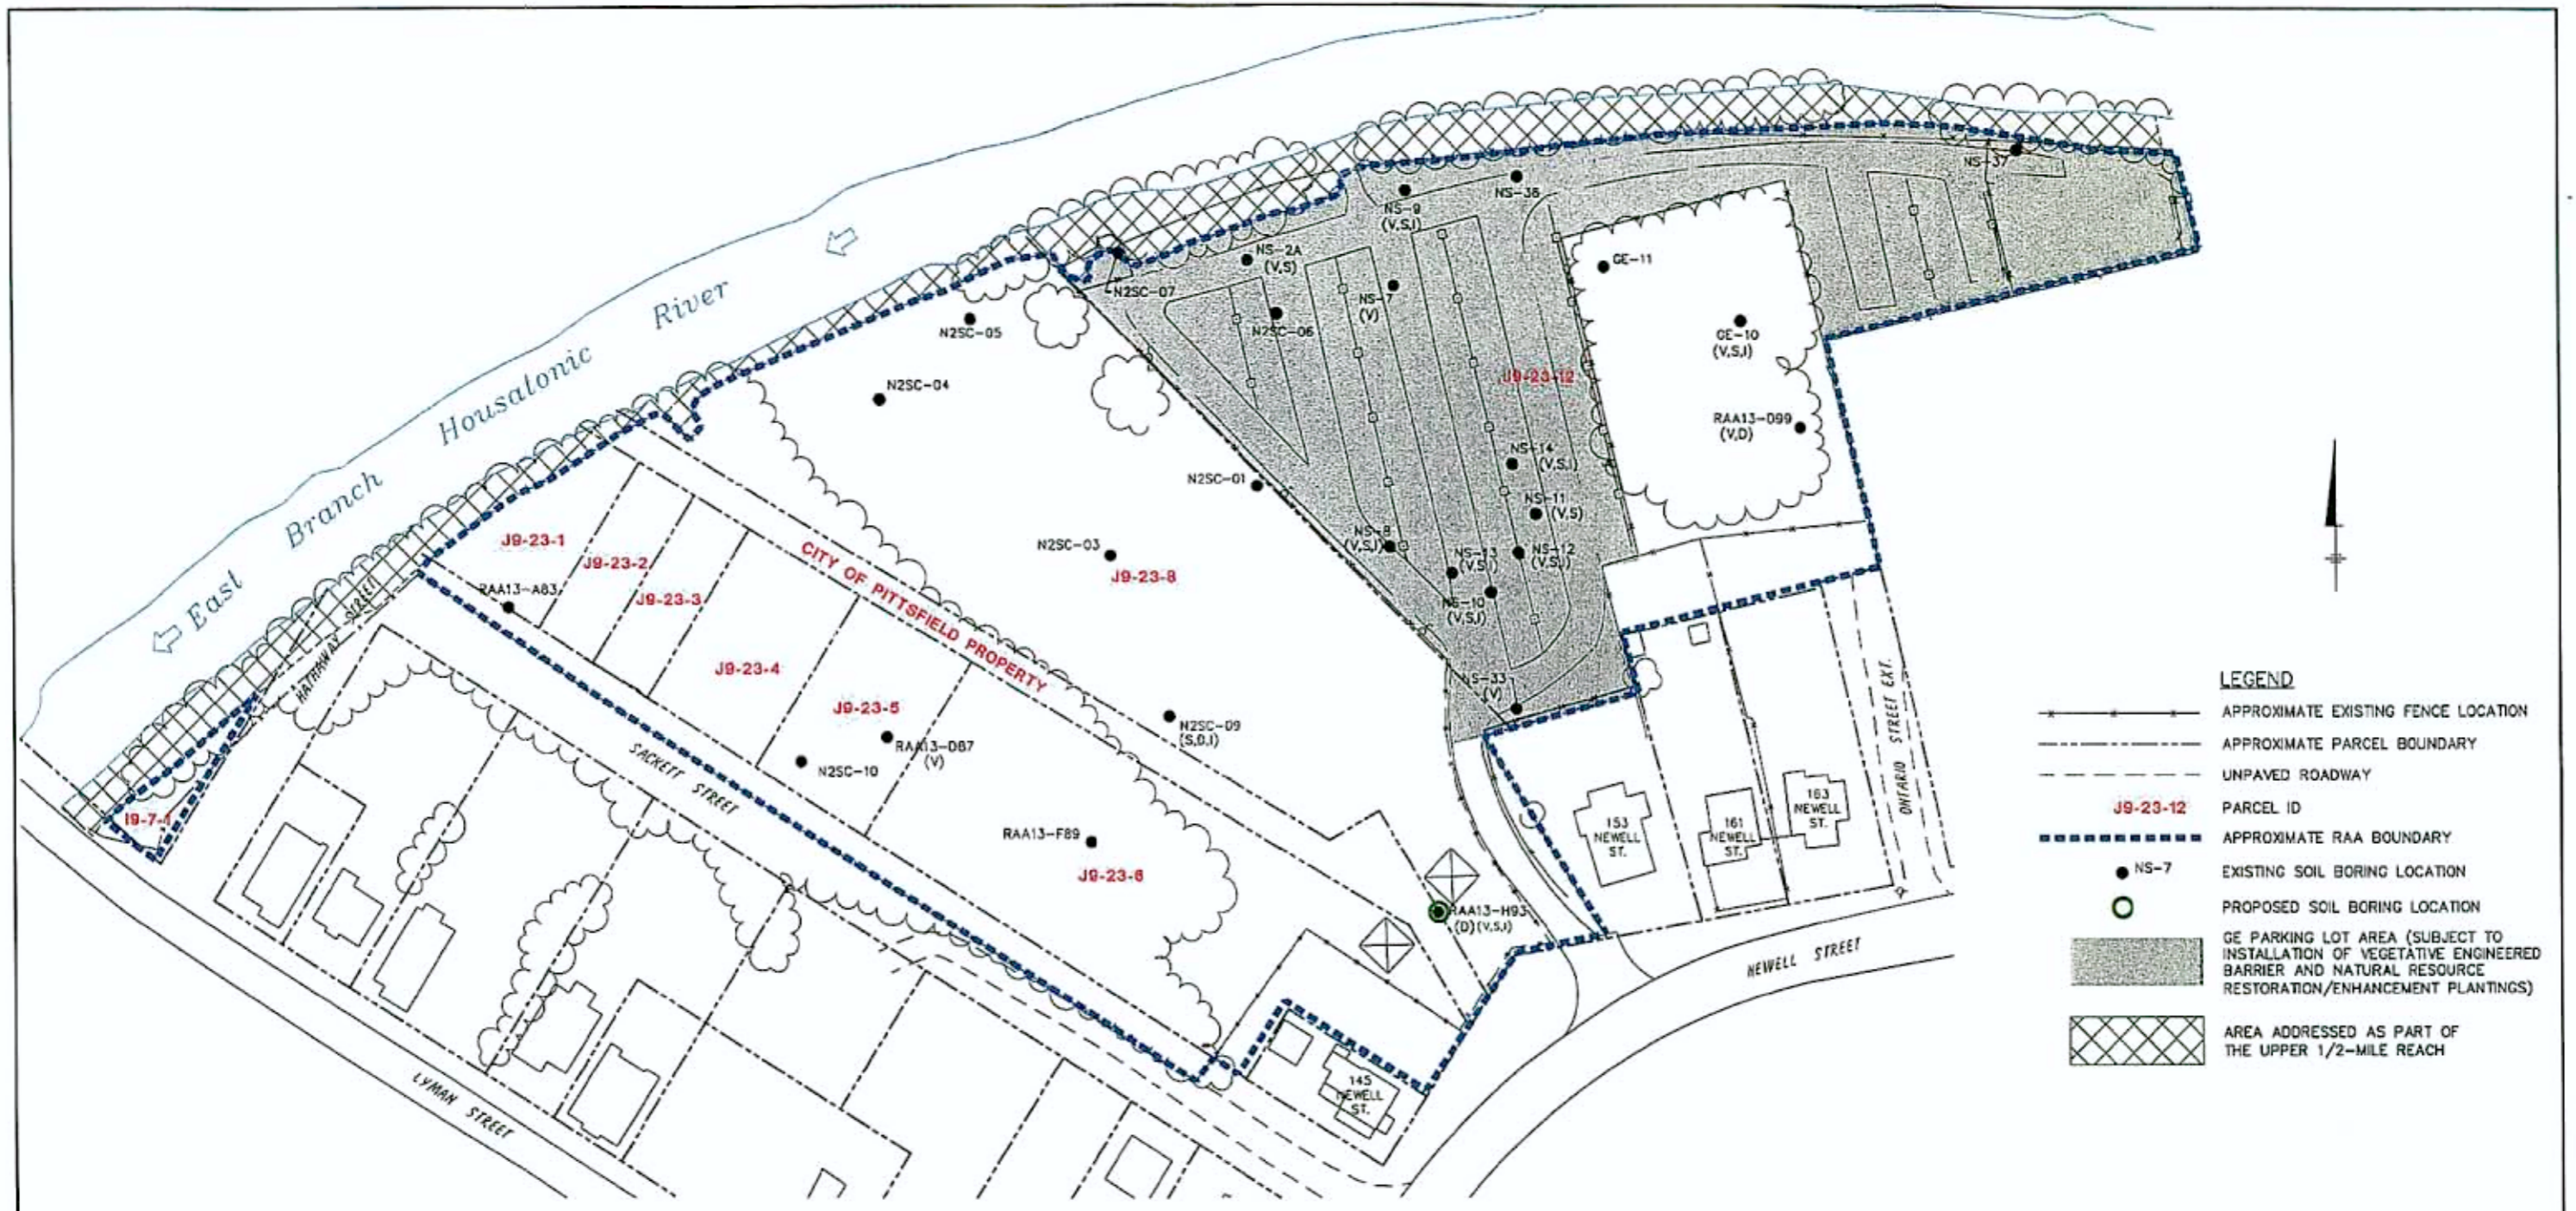 East Branch Housatonic River
NS-37
NS-36
NS-9
(V,S,I)
NS-2A
(V,S)
GE-11
N2SC-07
NS-7
(V)
N2SC-06
N2SC-05
GE-10
(V,S,I)
N2SC-04
J9-23-12
RAA13-D99
(V,D)
NS-14
(V,S,I)
N2SC-01
NS-11
(V,S)
NS-8
(V,S,I)
N2SC-03
NS-13
(V,S,I)
NS-12
(V,S,I)
J9-23-8
NS-10
(V,S,I)
J9-23-1
J9-23-2
J9-23-3
J9-23-4
J9-23-5
CITY OF PITTSFIELD PROPERTY
RAA13-A83
HATHAWAY STREET
S-33
(V)
N2SC-09
RAA13-D87
(V)
N2SC-10
SACKETT STREET
I9-7-1
RAA13-F89
J9-23-6
153
NEWELL
ST.
161
NEWELL
ST.
163
NEWELL
ST.
ONTARIO STREET EXT.
RAA13-H93
(D)(V,S,I)
NEWELL STREET
145
NEWELL
ST.
LYMAN STREET
LEGEND
APPROXIMATE EXISTING FENCE LOCATION
APPROXIMATE PARCEL BOUNDARY
UNPAVED ROADWAY
J9-23-12 PARCEL ID
APPROXIMATE RAA BOUNDARY
NS-7 EXISTING SOIL BORING LOCATION
PROPOSED SOIL BORING LOCATION
GE PARKING LOT AREA (SUBJECT TO
INSTALLATION OF VEGETATIVE ENGINEERED
BARRIER AND NATURAL RESOURCE
RESTORATION/ENHANCEMENT PLANTINGS)
AREA ADDRESSED AS PART OF
THE UPPER 1/2-MILE REACH